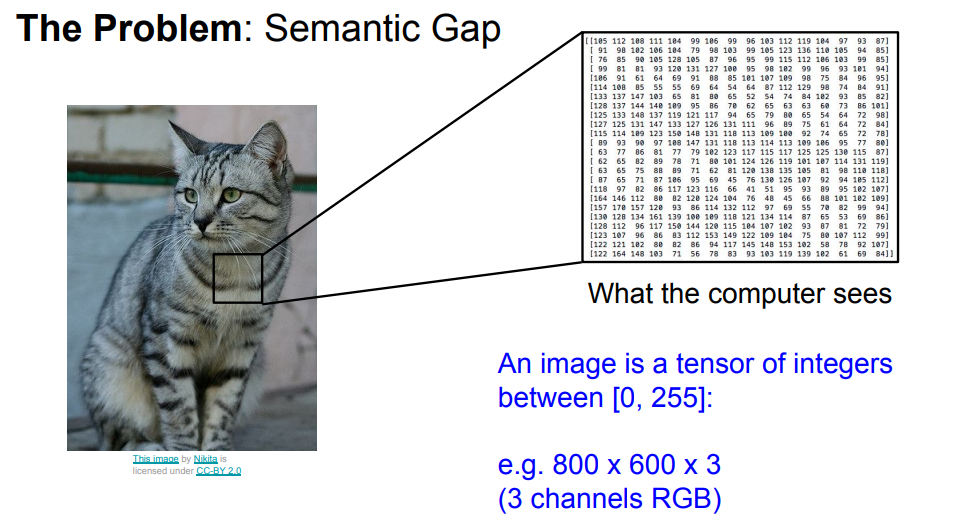 The Problem: Semantic Gap
[[105 112 108 111 104 99 106 99 96 103 112 119 104 97 93 87]
[ 91 98 102 106 104 79 98 103 99 105 123 136 110 105 94 85]
[ 76 85 90 105 128 105 87 96 95 99 115 112 106 103 99 85]
[ 99 81 81 93 120 131 127 100 95 98 102 99 96 93 101 94]
[106 91 61 64 69 91 88 85 101 107 109 98 75 84 96 95]
[114 108 85 55 55 69 64 54 64 87 112 129 98 74 84 91]
[133 137 147 103 65 81 80 65 52 54 74 84 102 93 85 82]
[128 137 144 140 109 95 86 70 62 65 63 63 60 73 86 101]
[125 133 148 137 119 121 117 94 65 79 80 65 54 64 72 98]
[127 125 131 147 133 127 126 131 111 96 89 75 61 64 72 84]
[115 114 109 123 150 148 131 118 113 109 100 92 74 65 72 78]
[ 89 93 90 97 108 147 131 118 113 114 113 109 106 95 77 80]
[ 63 77 86 81 77 79 102 123 117 115 117 125 125 130 115 87]
[ 62 65 82 89 78 71 80 101 124 126 119 101 107 114 131 119]
[ 63 65 75 88 89 71 62 81 120 138 135 105 81 98 110 118]
[ 87 65 71 87 106 95 69 45 76 130 126 107 92 94 105 112]
[118 97 82 86 117 123 116 66 41 51 95 93 89 95 102 107]
[164 146 112 80 82 120 124 104 76 48 45 66 88 101 102 109]
[157 170 157 120 93 86 114 132 112 97 69 55 70 82 99 94]
[130 128 134 161 139 100 109 118 121 134 114 87 65 53 69 86]
[128 112 96 117 150 144 120 115 104 107 102 93 87 81 72 79]
[123 107 96 86 83 112 153 149 122 109 104 75 80 107 112 99]
[122 121 102 80 82 86 94 117 145 148 153 102 58 78 92 107]
[122 164 148 103 71 56 78 83 93 103 119 139 102 61 69 84]]
What the computer sees
An image is a tensor of integers
between [0, 255]:
e.g. 800 x 600 x 3
(3 channels RGB)
This image by Nikita is
licensed under CC-BY 2.0